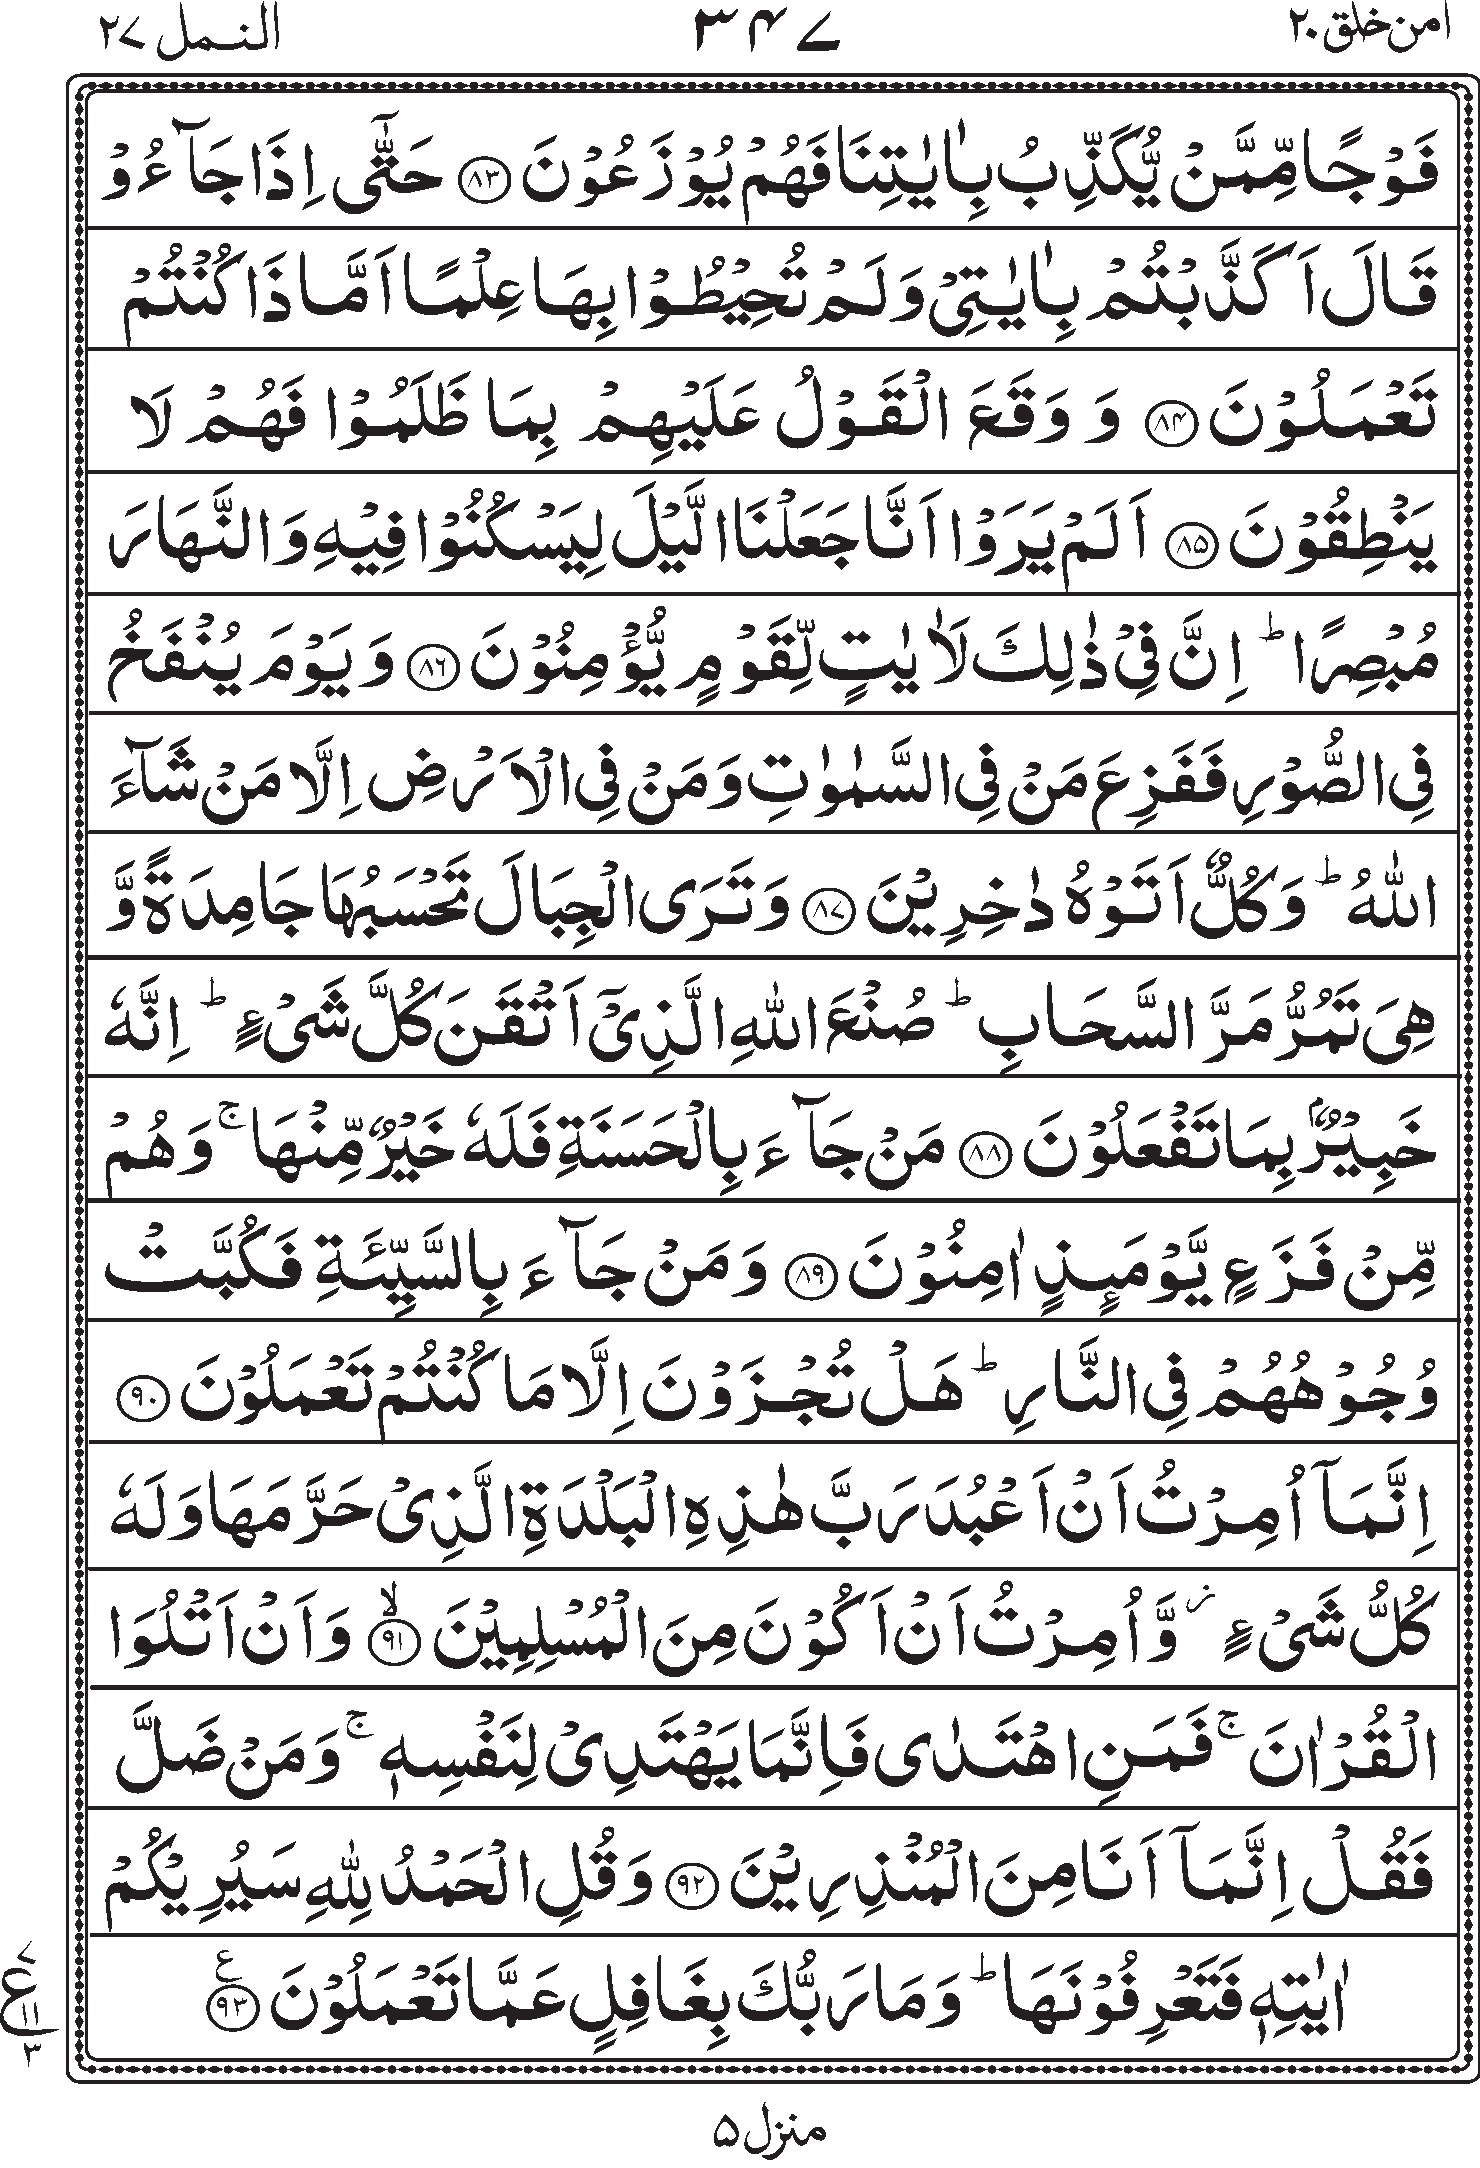 امن خلق ٢٠ ٣٤٧ النمل ٢٧
فَوْجًا مِّمَّنْ يُّكَذِّبُ بِاٰيٰتِنَا فَهُمْ يُوْزَعُوْنَ ٨٣ حَتّٰٓى اِذَا جَآءُوْ
قَالَ اَكَذَّبْتُمْ بِاٰيٰتِىْ وَلَمْ تُحِيْطُوْا بِهَا عِلْمًا اَمَّا ذَا كُنْتُمْ
تَعْمَلُوْنَ ٨٤ وَ وَقَعَ الْقَوْلُ عَلَيْهِمْ بِمَا ظَلَمُوْا فَهُمْ لَا
يَنْطِقُوْنَ ٨٥ اَلَمْ يَرَوْا اَنَّا جَعَلْنَا الَّيْلَ لِيَسْكُنُوْا فِيْهِ وَالنَّهَارَ
مُبْصِرًا ؕ اِنَّ فِىْ ذٰلِكَ لَاٰيٰتٍ لِّقَوْمٍ يُّؤْمِنُوْنَ ٨٦ وَ يَوْمَ يُنْفَخُ
فِى الصُّوْرِ فَفَزِعَ مَنْ فِى السَّمٰوٰتِ وَمَنْ فِى الْاَرْضِ اِلَّا مَنْ شَآءَ
اللّٰهُ ؕ وَكُلٌّ اَتَوْهُ دٰخِرِيْنَ ٨٧ وَتَرَى الْجِبَالَ تَحْسَبُهَا جَامِدَةً وَّ
هِىَ تَمُرُّ مَرَّ السَّحَابِ ؕ صُنْعَ اللّٰهِ الَّذِىْۤ اَتْقَنَ كُلَّ شَىْءٍ ؕ اِنَّهٗ
خَبِيْرٌۢ بِمَا تَفْعَلُوْنَ ٨٨ مَنْ جَآءَ بِالْحَسَنَةِ فَلَهٗ خَيْرٌ مِّنْهَا ۚ وَهُمْ
مِّنْ فَزَعٍ يَّوْمَٮِٕذٍ اٰمِنُوْنَ ٨٩ وَ مَنْ جَآءَ بِالسَّيِّئَةِ فَكُبَّتْ
وُجُوْهُهُمْ فِى النَّارِ ؕ هَلْ تُجْزَوْنَ اِلَّا مَا كُنْتُمْ تَعْمَلُوْنَ ٩٠
اِنَّمَاۤ اُمِرْتُ اَنْ اَعْبُدَ رَبَّ هٰذِهِ الْبَلْدَةِ الَّذِىْ حَرَّمَهَا وَلَهٗ
كُلُّ شَىْءٍ ز وَّاُمِرْتُ اَنْ اَكُوْنَ مِنَ الْمُسْلِمِيْنَ ۙ ٩١ وَاَنْ اَتْلُوَا
الْقُرْاٰنَ ۚ فَمَنِ اهْتَدٰى فَاِنَّمَا يَهْتَدِىْ لِنَفْسِهٖ ۚ وَمَنْ ضَلَّ
فَقُلْ اِنَّمَاۤ اَنَا مِنَ الْمُنْذِرِيْنَ ٩٢ وَقُلِ الْحَمْدُ لِلّٰهِ سَيُرِيْكُمْ
اٰيٰتِهٖ فَتَعْرِفُوْنَهَا ؕ وَمَا رَبُّكَ بِغَافِلٍ عَمَّا تَعْمَلُوْنَ ٩٣ ع
٧
ع ١١
٣
منزل ٥